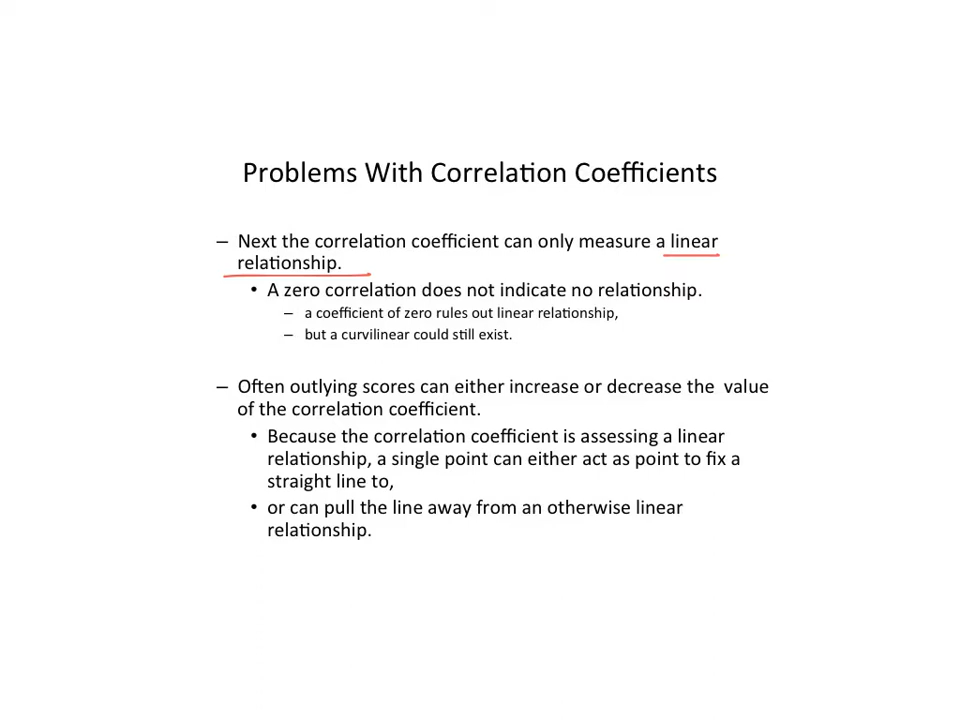 Problems With Correlation Coefficients
– Next the correlation coefficient can only measure a linear
relationship.
• A zero correlation does not indicate no relationship.
– a coefficient of zero rules out linear relationship,
– but a curvilinear could still exist.
– Often outlying scores can either increase or decrease the value
of the correlation coefficient.
• Because the correlation coefficient is assessing a linear
relationship, a single point can either act as point to fix a
straight line to,
• or can pull the line away from an otherwise linear
relationship.